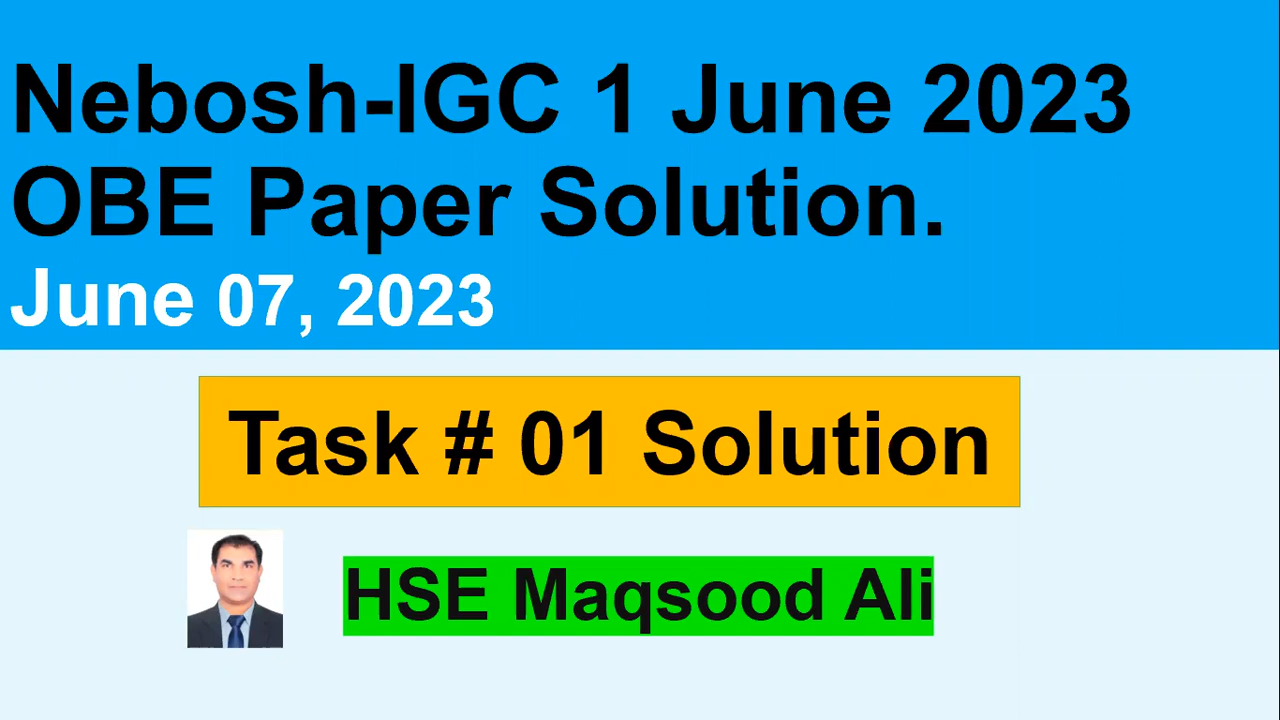 Nebosh-IGC 1 June 2023
OBE Paper Solution.
June 07, 2023
Task # 01 Solution
HSE Maqsood Ali